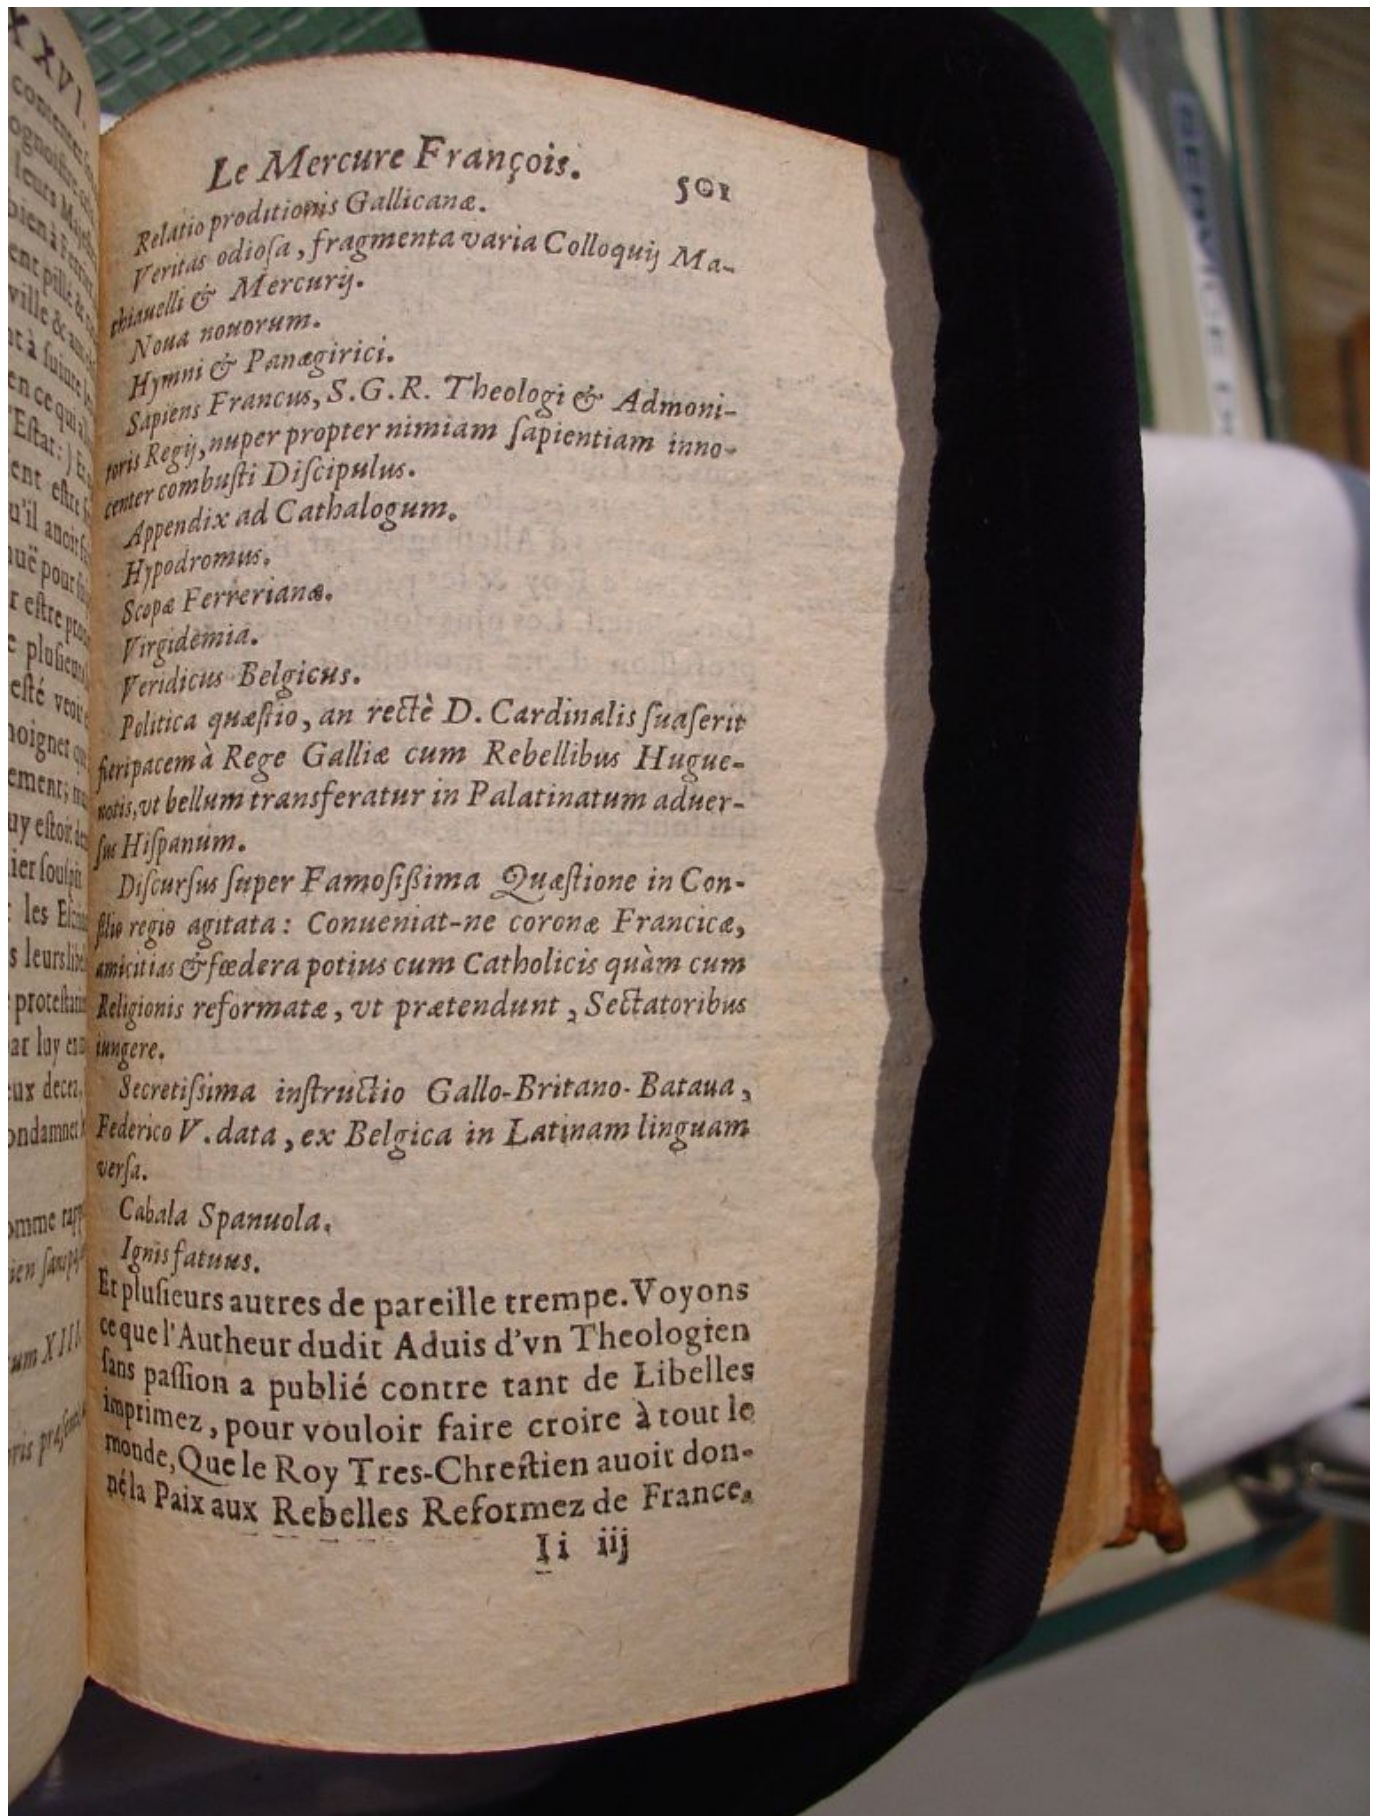 Le Mercure François. 501
Relatio proditionis Gallicanæ.
Veritas odiosa, fragmenta varia Colloquij Ma-
chiauelli & Mercurij.
Noua nouorum.
Hymni & Panægirici.
Sapiens Francus, S.G.R. Theologi & Admoni-
toris Regij, nuper propter nimiam sapientiam inno-
center combusti Discipulus.
Appendix ad Cathalogum.
Hypodromus.
Scopæ Ferrerianæ.
Virgidemia.
Veridicus Belgicus.
Politica quæstio, an rectè D. Cardinalis suaserit
fieri pacem à Rege Galliæ cum Rebellibus Hugue-
notis, vt bellum transferatur in Palatinatum aduer-
sus Hispanum.
Discursus super Famosißima Quæstione in Con-
silio regio agitata: Conueniat-ne coronæ Francicæ,
amicitias & fœdera potius cum Catholicis quàm cum
Religionis reformatæ, vt prætendunt, Sectatoribus
iungere.
Secretissima instructio Gallo-Britano-Bataua,
Federico V. data, ex Belgica in Latinam linguam
versa.
Cabala Spanuola.
Ignis fatuus.
Et plusieurs autres de pareille trempe. Voyons
ce que l'Autheur dudit Aduis d'vn Theologien
sans passion a publié contre tant de Libelles
imprimez, pour vouloir faire croire à tout le
monde, Que le Roy Tres-Chrestien auoit don-
né la Paix aux Rebelles Reformez de France,
Ii iij